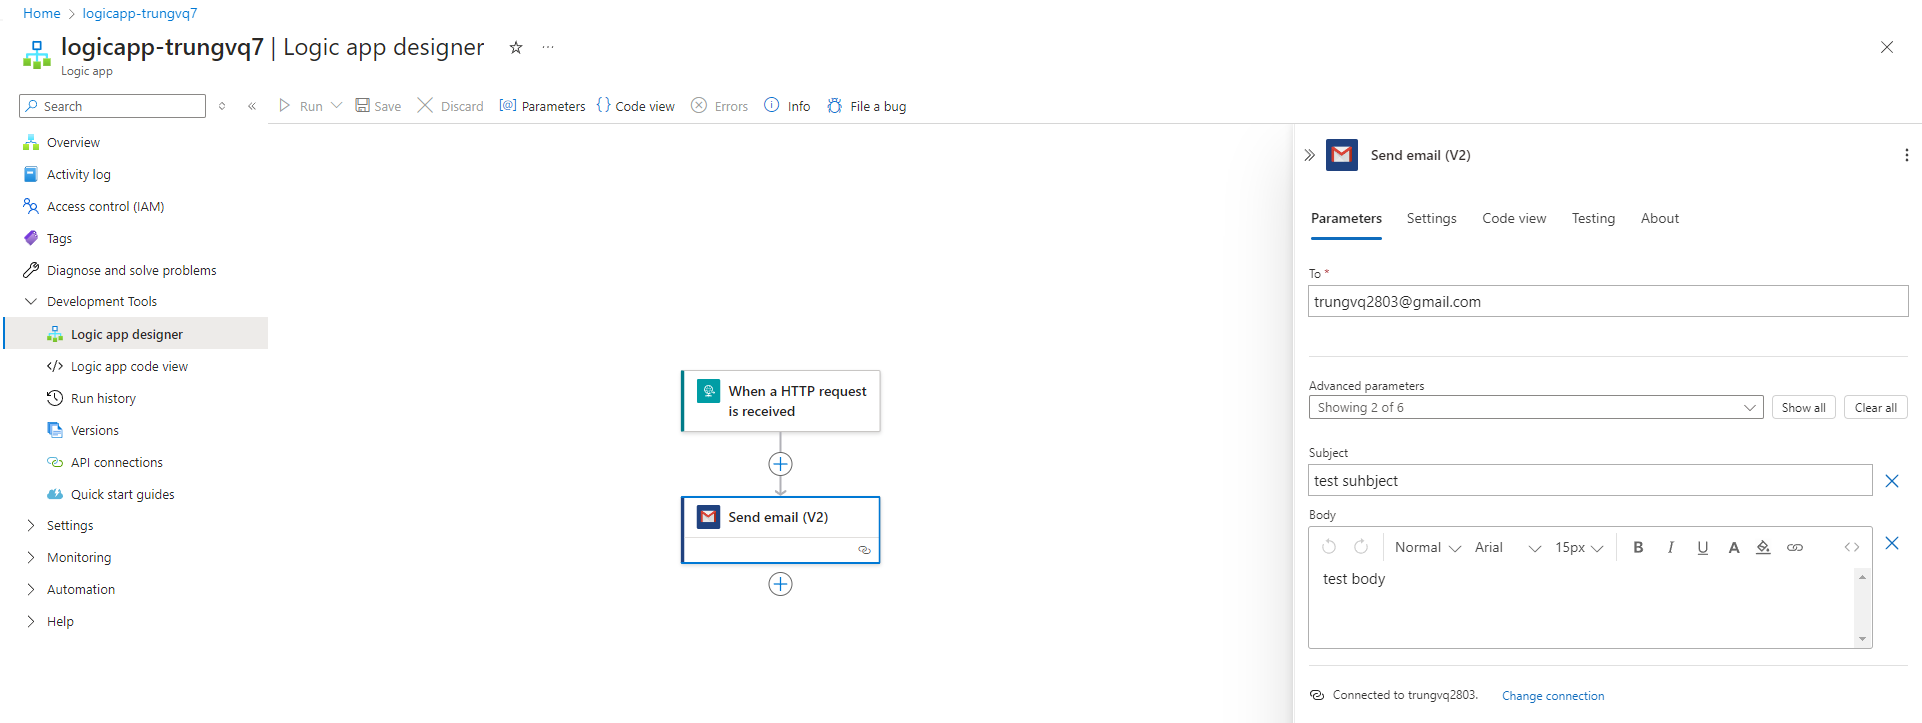 Home > logicapp-trungvq7
logicapp-trungvq7 | Logic app designer
Logic app
Search
Run Save Discard Parameters Code view Errors Info File a bug
Overview
Activity log
Access control (IAM)
Tags
Diagnose and solve problems
Development Tools
Logic app designer
Logic app code view
Run history
Versions
API connections
Quick start guides
Settings
Monitoring
Automation
Help
When a HTTP request
is received
Send email (V2)
Send email (V2)
Parameters Settings Code view Testing About
To *
trungvq2803@gmail.com
Advanced parameters
Showing 2 of 6 Show all Clear all
Subject
test suhbject
Body
Normal Arial 15px B I U A
test body
Connected to trungvq2803. Change connection